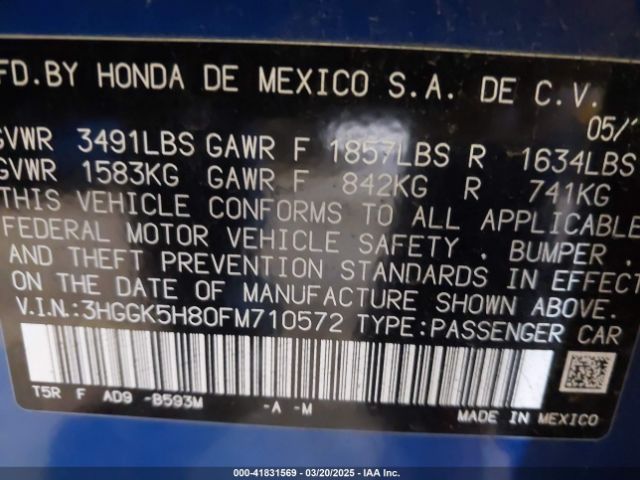 FD.BY HONDA DE MEXICO S.A. DE C.V.
05/
GVWR 3491LBS GAWR F 1857LBS R 1634LBS
GVWR 1583KG GAWR F 842KG R 741KG
THIS VEHICLE CONFORMS TO ALL APPLICABLE
FEDERAL MOTOR VEHICLE SAFETY . BUMPER .
AND THEFT PREVENTION STANDARDS IN EFFECT
ON THE DATE OF MANUFACTURE SHOWN ABOVE.
V.I.N.:3HGGK5H80FM710572 TYPE:PASSENGER CAR
T5R F AD9 -B593M -A -M
MADE IN MEXICO
000-41831569 | 03/20/2025 | IAA Inc.